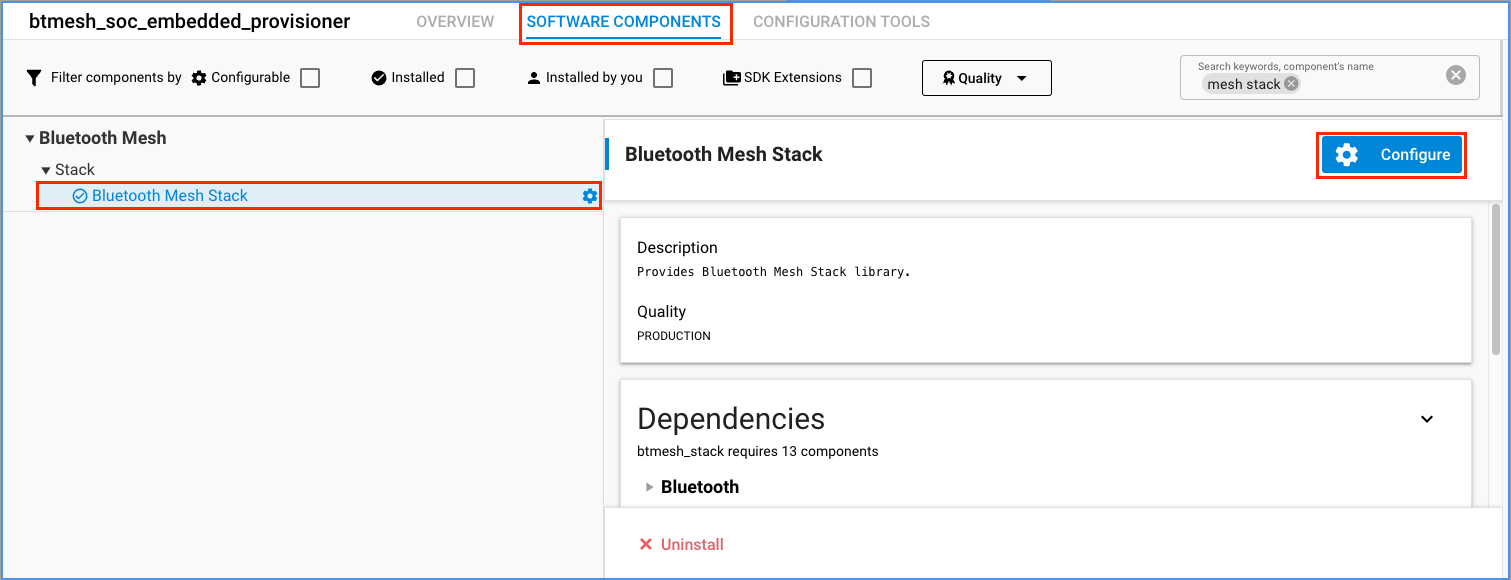 btmesh_soc_embedded_provisioner OVERVIEW SOFTWARE COMPONENTS CONFIGURATION TOOLS
Filter components by Configurable Installed Installed by you SDK Extensions Quality
Search keywords, component's name
mesh stack
Bluetooth Mesh
Stack
Bluetooth Mesh Stack
Bluetooth Mesh Stack
Configure
Description
Provides Bluetooth Mesh Stack library.
Quality
PRODUCTION
Dependencies
btmesh_stack requires 13 components
Bluetooth
Uninstall